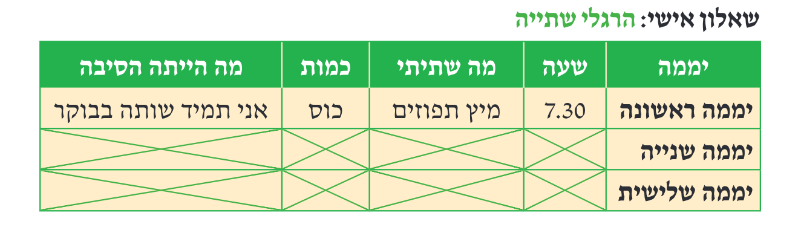 שאלון אישי: הרגלי שתייה
יממה שעה מה שתיתי כמות מה הייתה הסיבה
יממה ראשונה 7.30 מיץ תפוזים כוס אני תמיד שותה בבוקר
יממה שנייה
יממה שלישית